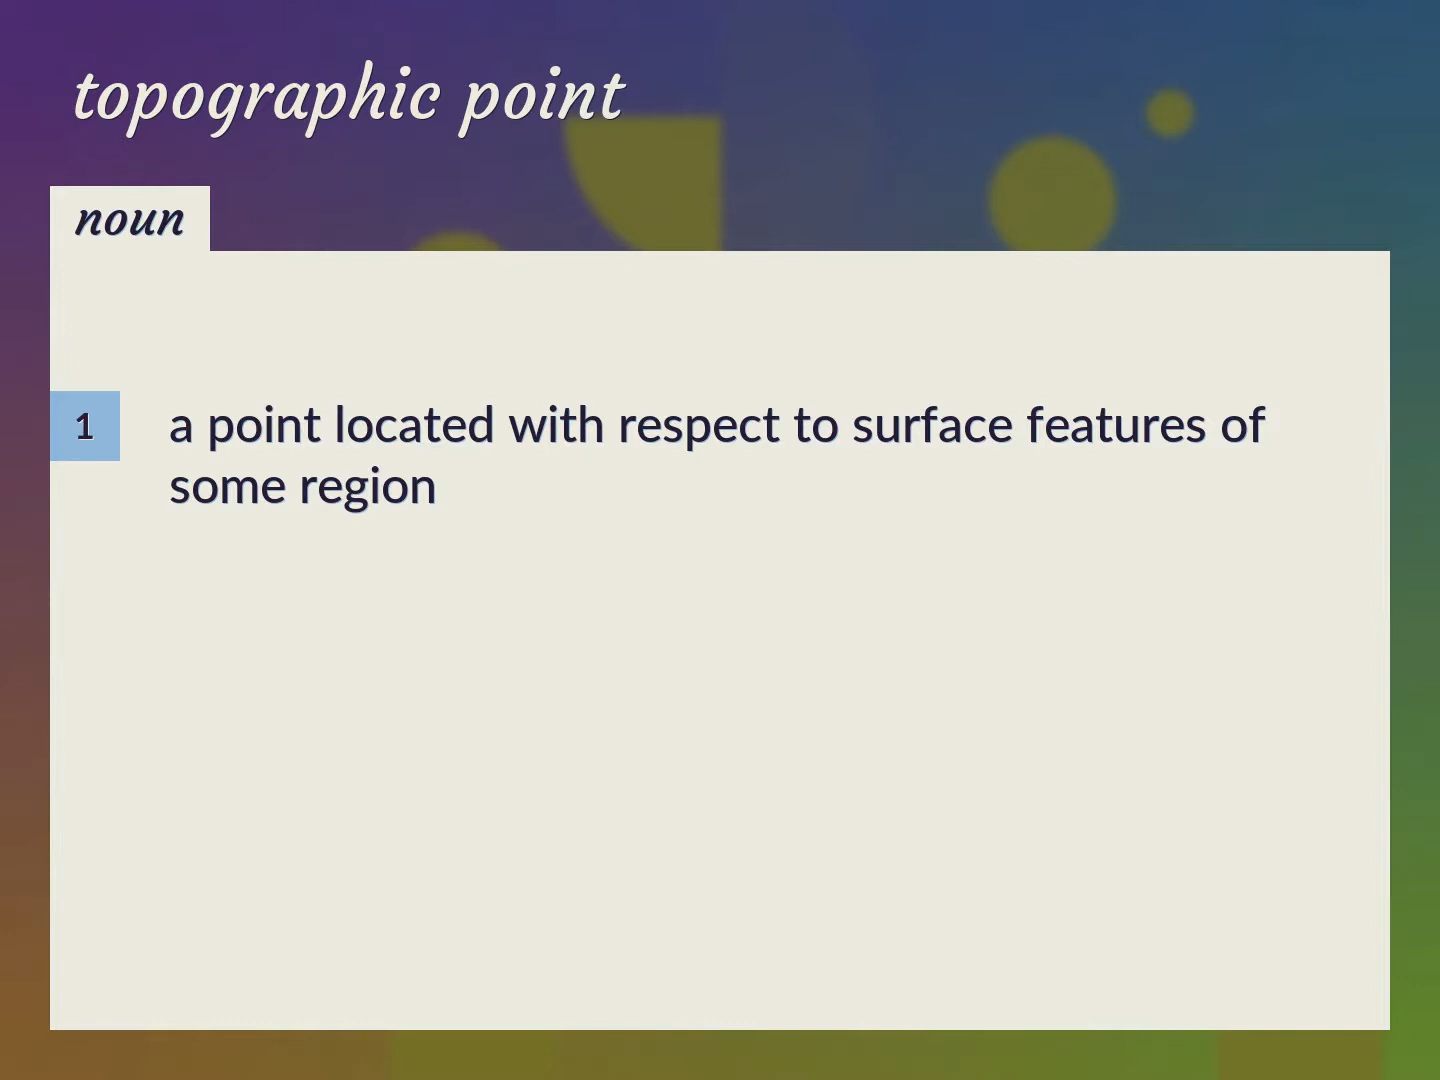 topographic point
noun
1
a point located with respect to surface features of
some region